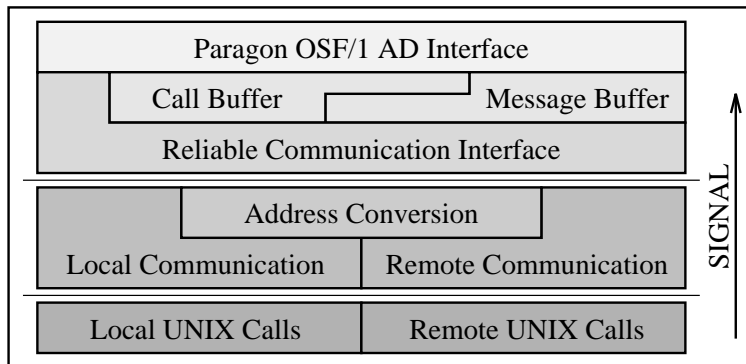 Paragon OSF/1 AD Interface
Call Buffer
Message Buffer
Reliable Communication Interface
Address Conversion
Local Communication
Remote Communication
Local UNIX Calls
Remote UNIX Calls
SIGNAL